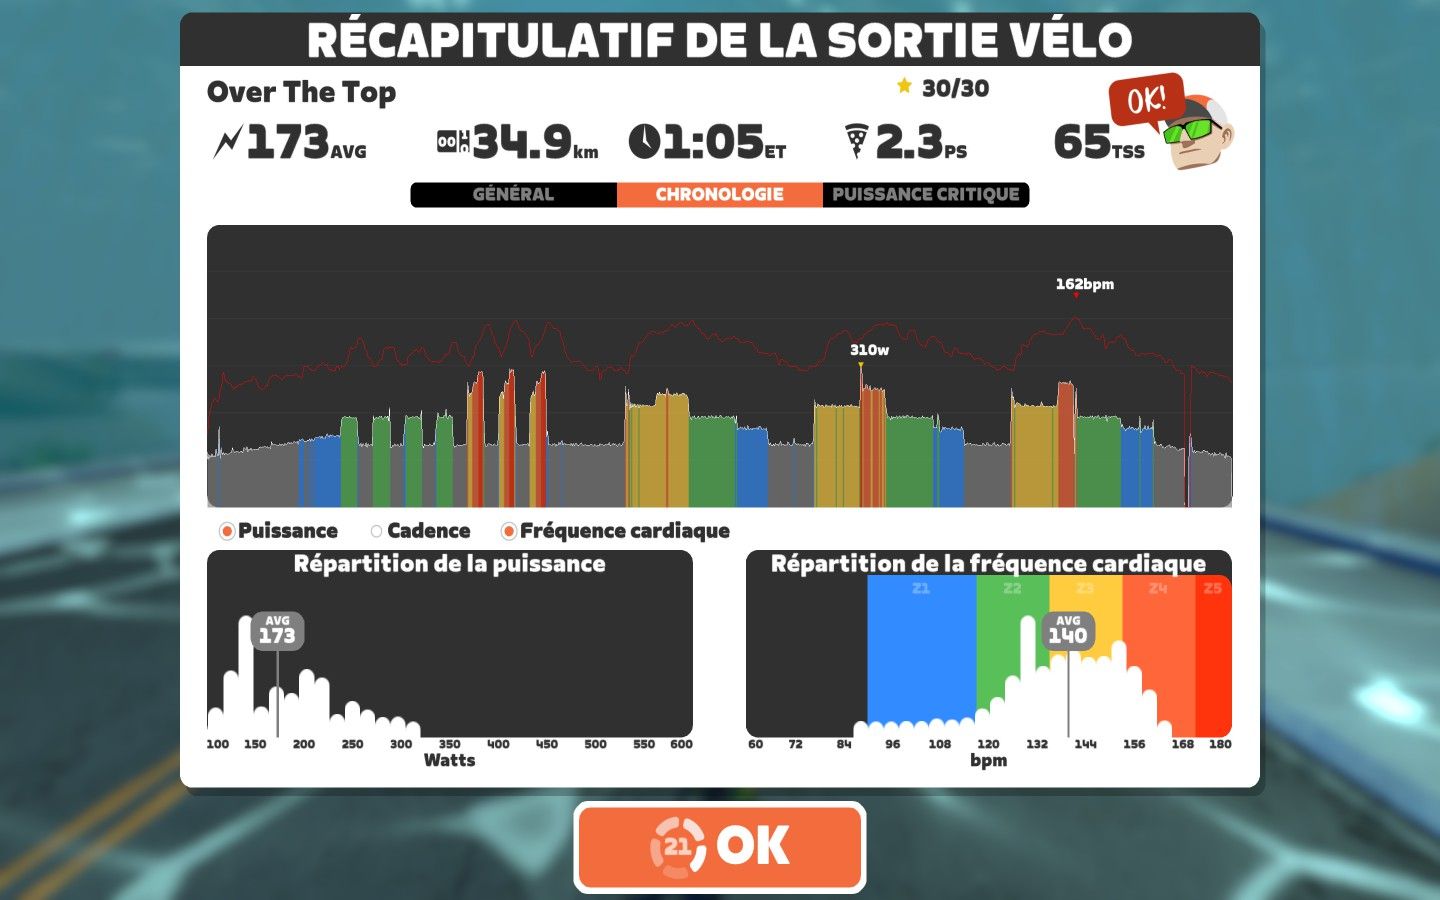 RÉCAPITULATIF DE LA SORTIE VÉLO
Over The Top
30/30
OK!
173AVG
34.9km
1:05ET
2.3PS
65TSS
GÉNÉRAL
CHRONOLOGIE
PUISSANCE CRITIQUE
162bpm
310w
Puissance
Cadence
Fréquence cardiaque
Répartition de la puissance
AVG
173
100 150 200 250 300 350 400 450 500 550 600
Watts
Répartition de la fréquence cardiaque
Z1 Z2 Z3 Z4 Z5
AVG
140
60 72 84 96 108 120 132 144 156 168 180
bpm
21 OK